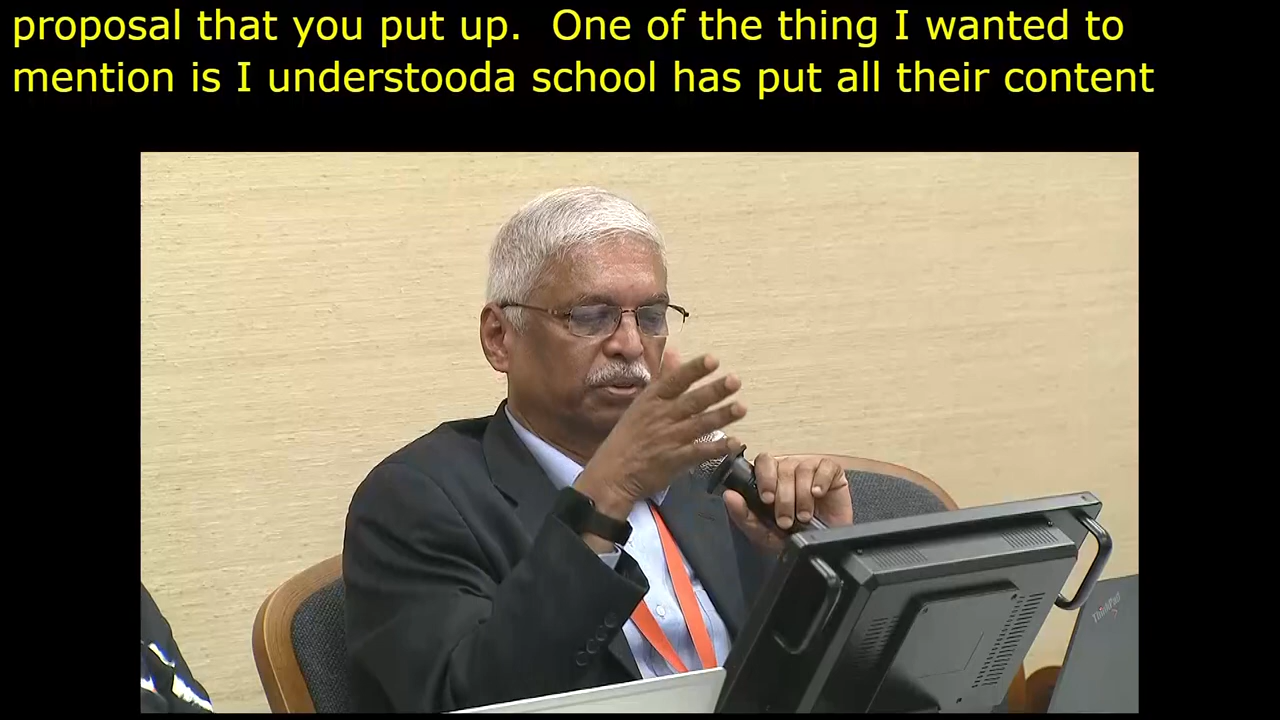 proposal that you put up.  One of the thing I wanted to
mention is I understooda school has put all their content
ThinkPad